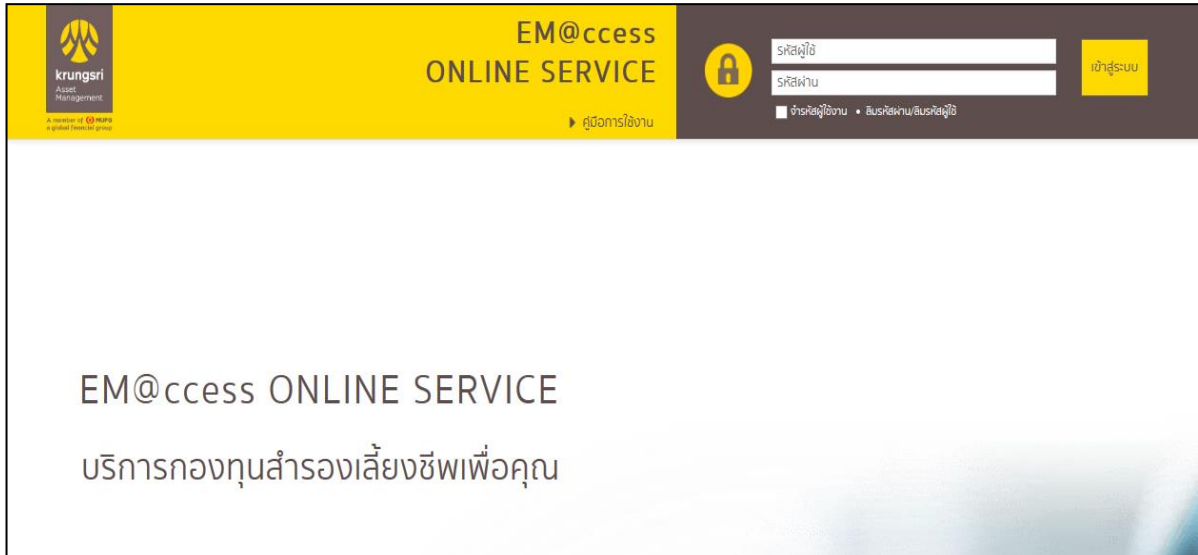 krungsri
Asset
Management
A member of MUFG
a global financial group
EM@ccess
ONLINE SERVICE
คู่มือการใช้งาน
รหัสผู้ใช้
รหัสผ่าน
เข้าสู่ระบบ
จำรหัสผู้ใช้งาน • ลืมรหัสผ่าน/ลืมรหัสผู้ใช้
EM@ccess ONLINE SERVICE
บริการกองทุนสำรองเลี้ยงชีพเพื่อคุณ